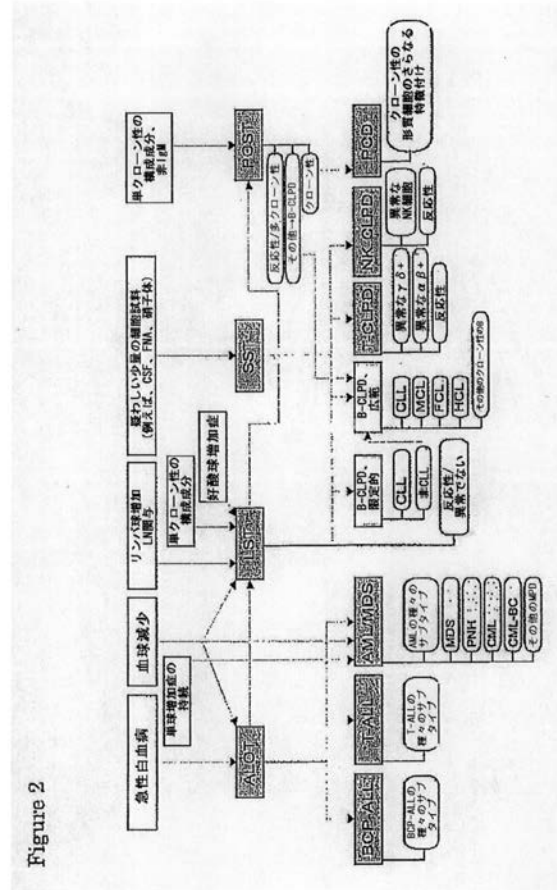 Figure 2
急性白血病
血球減少
リンパ球増加
LN関与
疑わしい少量の細胞試料
(例えば、CSF、FNA、硝子体)
単クローン性の
構成成分、
非IgM
単球増加症の
持続
単クローン性の
構成成分
好酸球増加症
ALOT
LST
SST
POST
反応性/多クローン性
その他→B-CLPD
クローン性
BCP-ALL
T-ALL
AML/MDS
B-CLPD、
限定的
B-CLPD、
広範
T-CLPD
NK-CLPD
PCD
BCP-ALLの
種々のサブ
タイプ
T-ALLの
種々のサブ
タイプ
AMLの種々の
サブタイプ
MDS
PNH
CML
CML-BC
その他のMPD
CLL
非CLL
反応性/
異常でない
CLL
MCL
FCL
HCL
その他のクローン性のB
異常なγδ+
異常なαβ+
反応性
異常な
NK細胞
反応性
クローン性の
形質細胞のさらなる
特徴付け